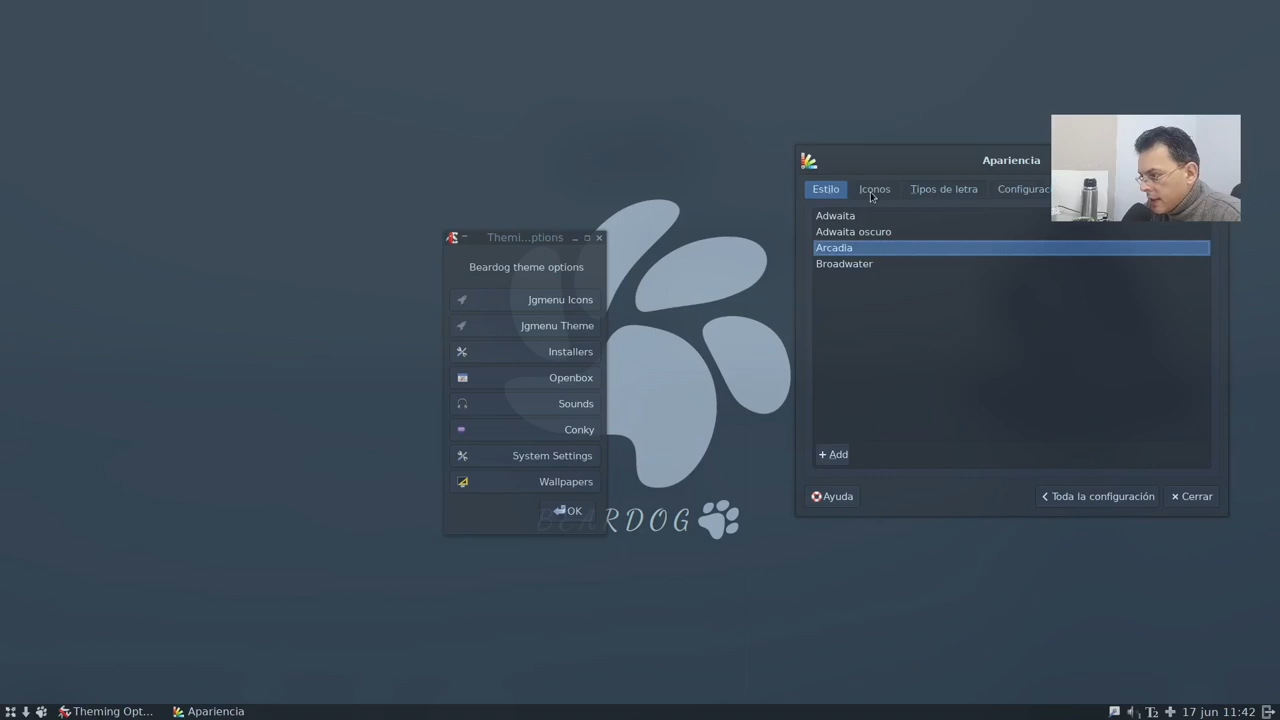 Themi...ptions
Beardog theme options
Jgmenu Icons
Jgmenu Theme
Installers
Openbox
Sounds
Conky
System Settings
Wallpapers
OK
BEARDOG
Apariencia
Estilo Iconos Tipos de letra Configurac
Adwaita
Adwaita oscuro
Arcadia
Broadwater
+ Add
Ayuda Toda la configuración Cerrar
Theming Opt... Apariencia 17 jun 11:42